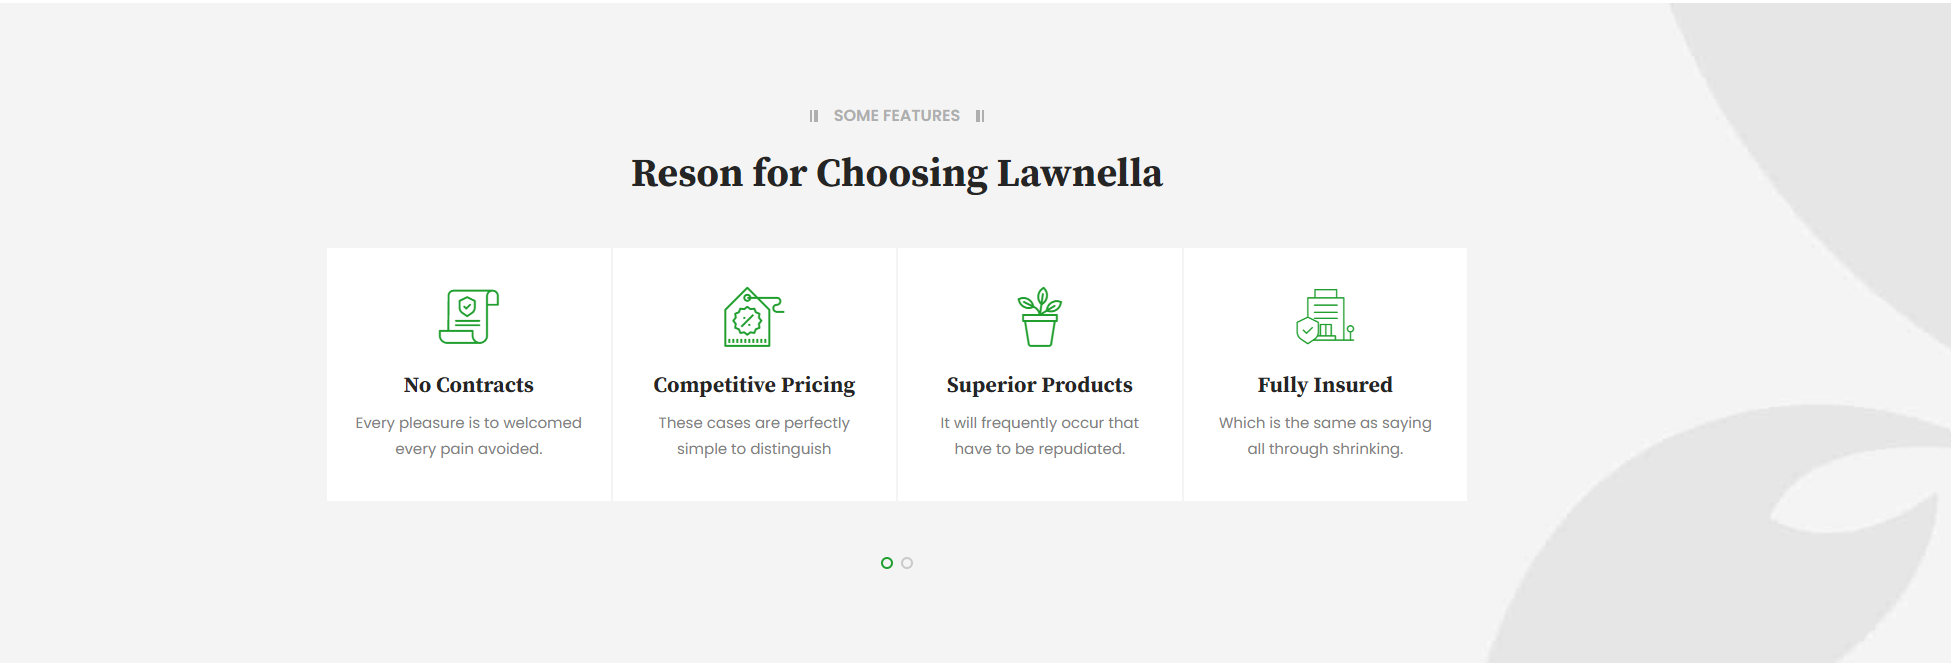 SOME FEATURES
Reson for Choosing Lawnella
No Contracts
Every pleasure is to welcomed
every pain avoided.
Competitive Pricing
These cases are perfectly
simple to distinguish
Superior Products
It will frequently occur that
have to be repudiated.
Fully Insured
Which is the same as saying
all through shrinking.